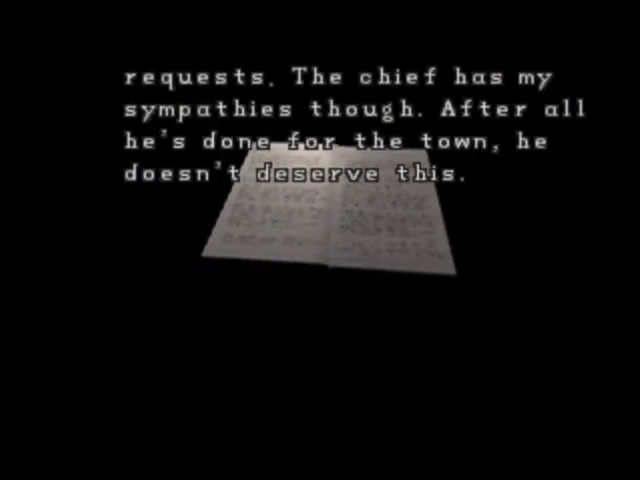 requests. The chief has my
sympathies though. After all
he's done for the town, he
doesn't deserve this.